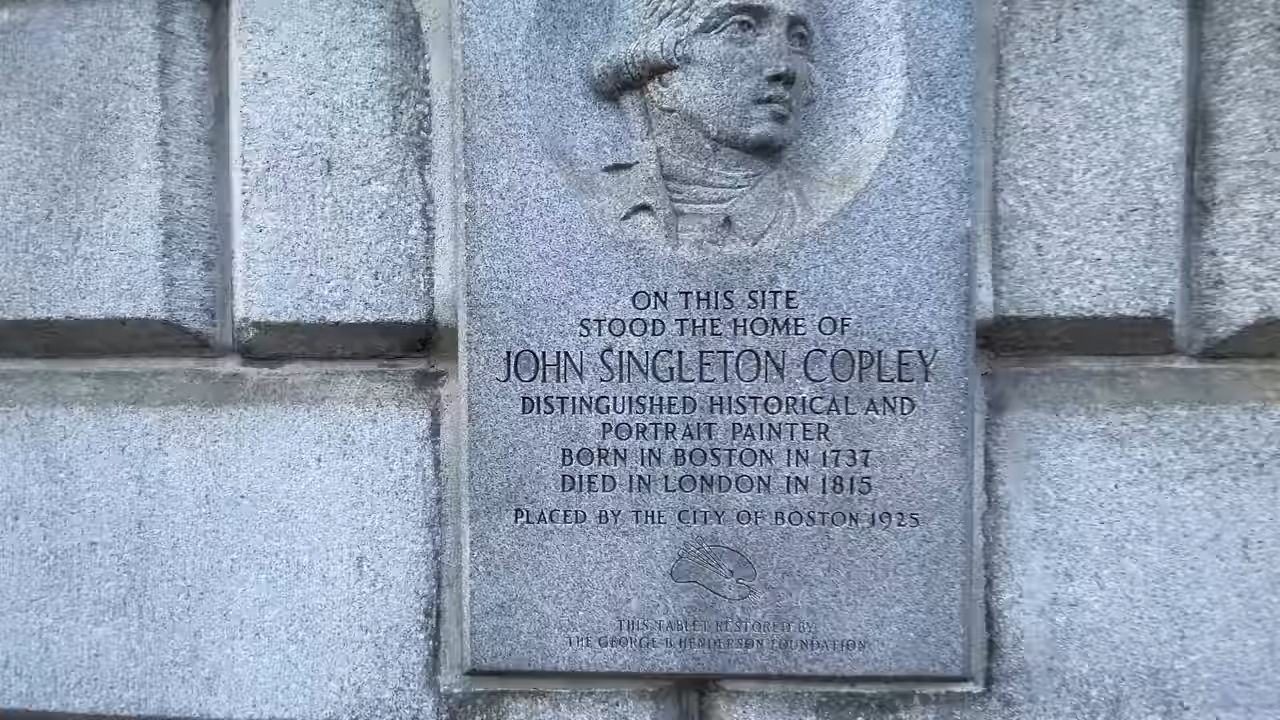 ON THIS SITE
STOOD THE HOME OF
JOHN SINGLETON COPLEY
DISTINGUISHED HISTORICAL AND
PORTRAIT PAINTER
BORN IN BOSTON IN 1737
DIED IN LONDON IN 1815
PLACED BY THE CITY OF BOSTON 1925
THIS TABLET RESTORED BY
THE GEORGE B HENDERSON FOUNDATION